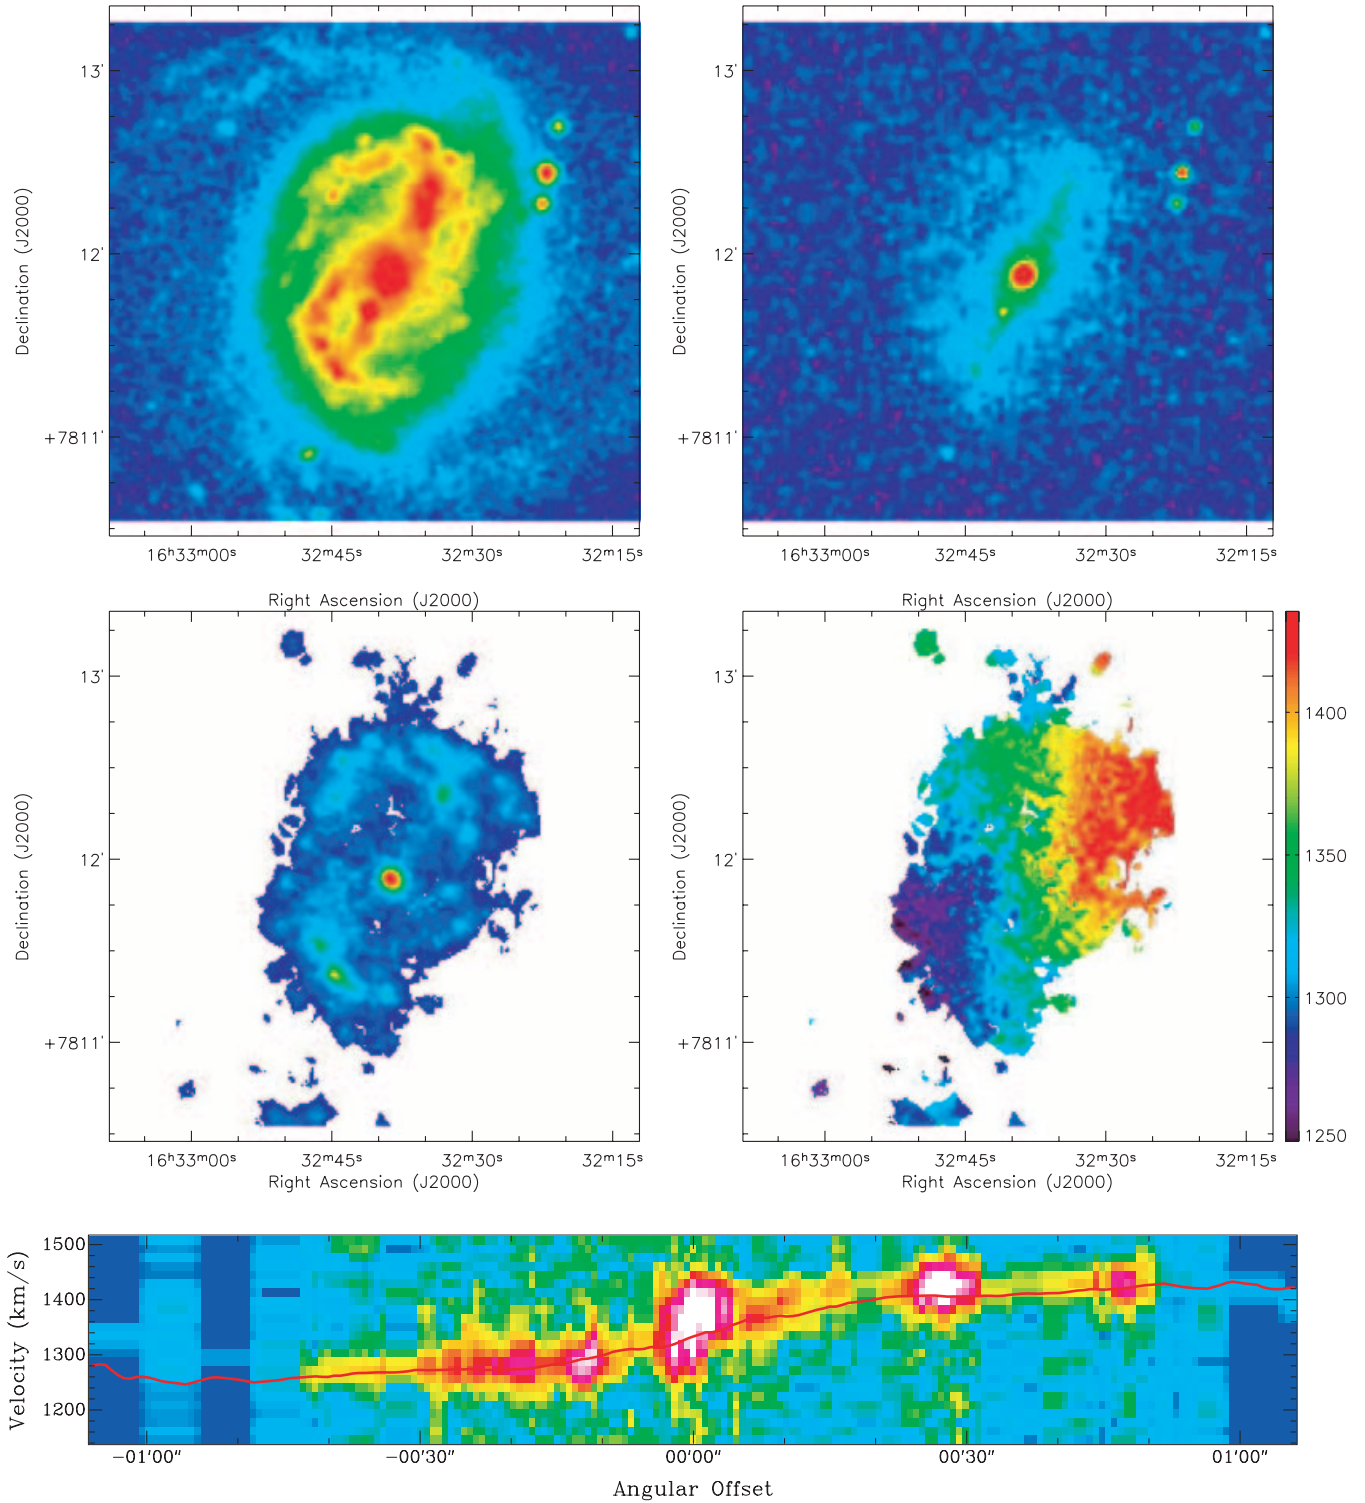 13'
12'
+7811'
Declination (J2000)
16ʰ33ᵐ00ˢ 32ᵐ45ˢ 32ᵐ30ˢ 32ᵐ15ˢ
Right Ascension (J2000)
13'
12'
+7811'
Declination (J2000)
16ʰ33ᵐ00ˢ 32ᵐ45ˢ 32ᵐ30ˢ 32ᵐ15ˢ
Right Ascension (J2000)
13'
12'
+7811'
Declination (J2000)
16ʰ33ᵐ00ˢ 32ᵐ45ˢ 32ᵐ30ˢ 32ᵐ15ˢ
Right Ascension (J2000)
13'
12'
+7811'
Declination (J2000)
16ʰ33ᵐ00ˢ 32ᵐ45ˢ 32ᵐ30ˢ 32ᵐ15ˢ
Right Ascension (J2000)
1400
1350
1300
1250
1500
1400
1300
1200
Velocity (km/s)
−01'00" −00'30" 00'00" 00'30" 01'00"
Angular Offset